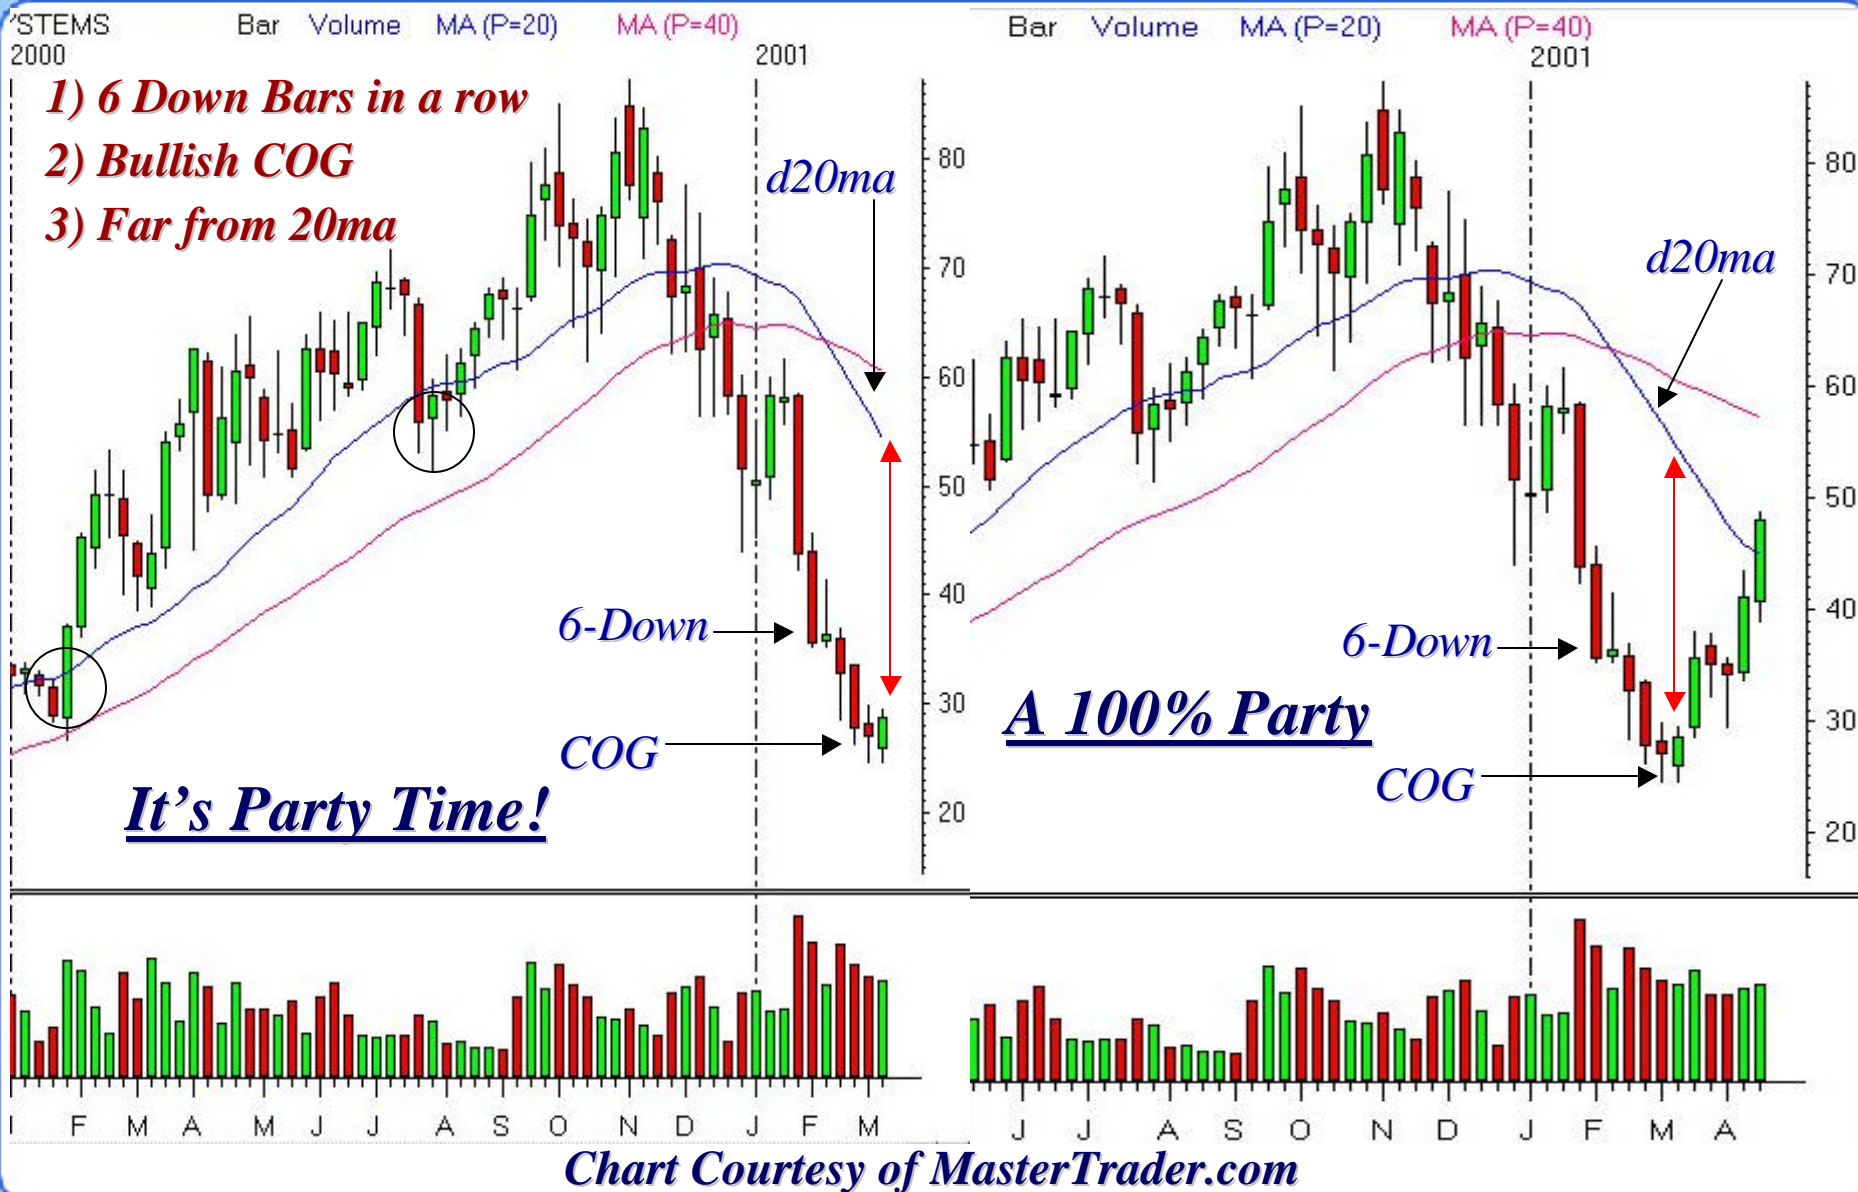 'STEMS Bar Volume MA (P=20) MA (P=40)
2000 2001
1) 6 Down Bars in a row
2) Bullish COG
3) Far from 20ma
d20ma
80
70
60
50
40
30
20
6-Down
COG
It's Party Time!
F M A M J J A S O N D J F M
Bar Volume MA (P=20) MA (P=40)
2001
d20ma
80
70
60
50
40
30
20
6-Down
A 100% Party
COG
J J A S O N D J F M A
Chart Courtesy of MasterTrader.com